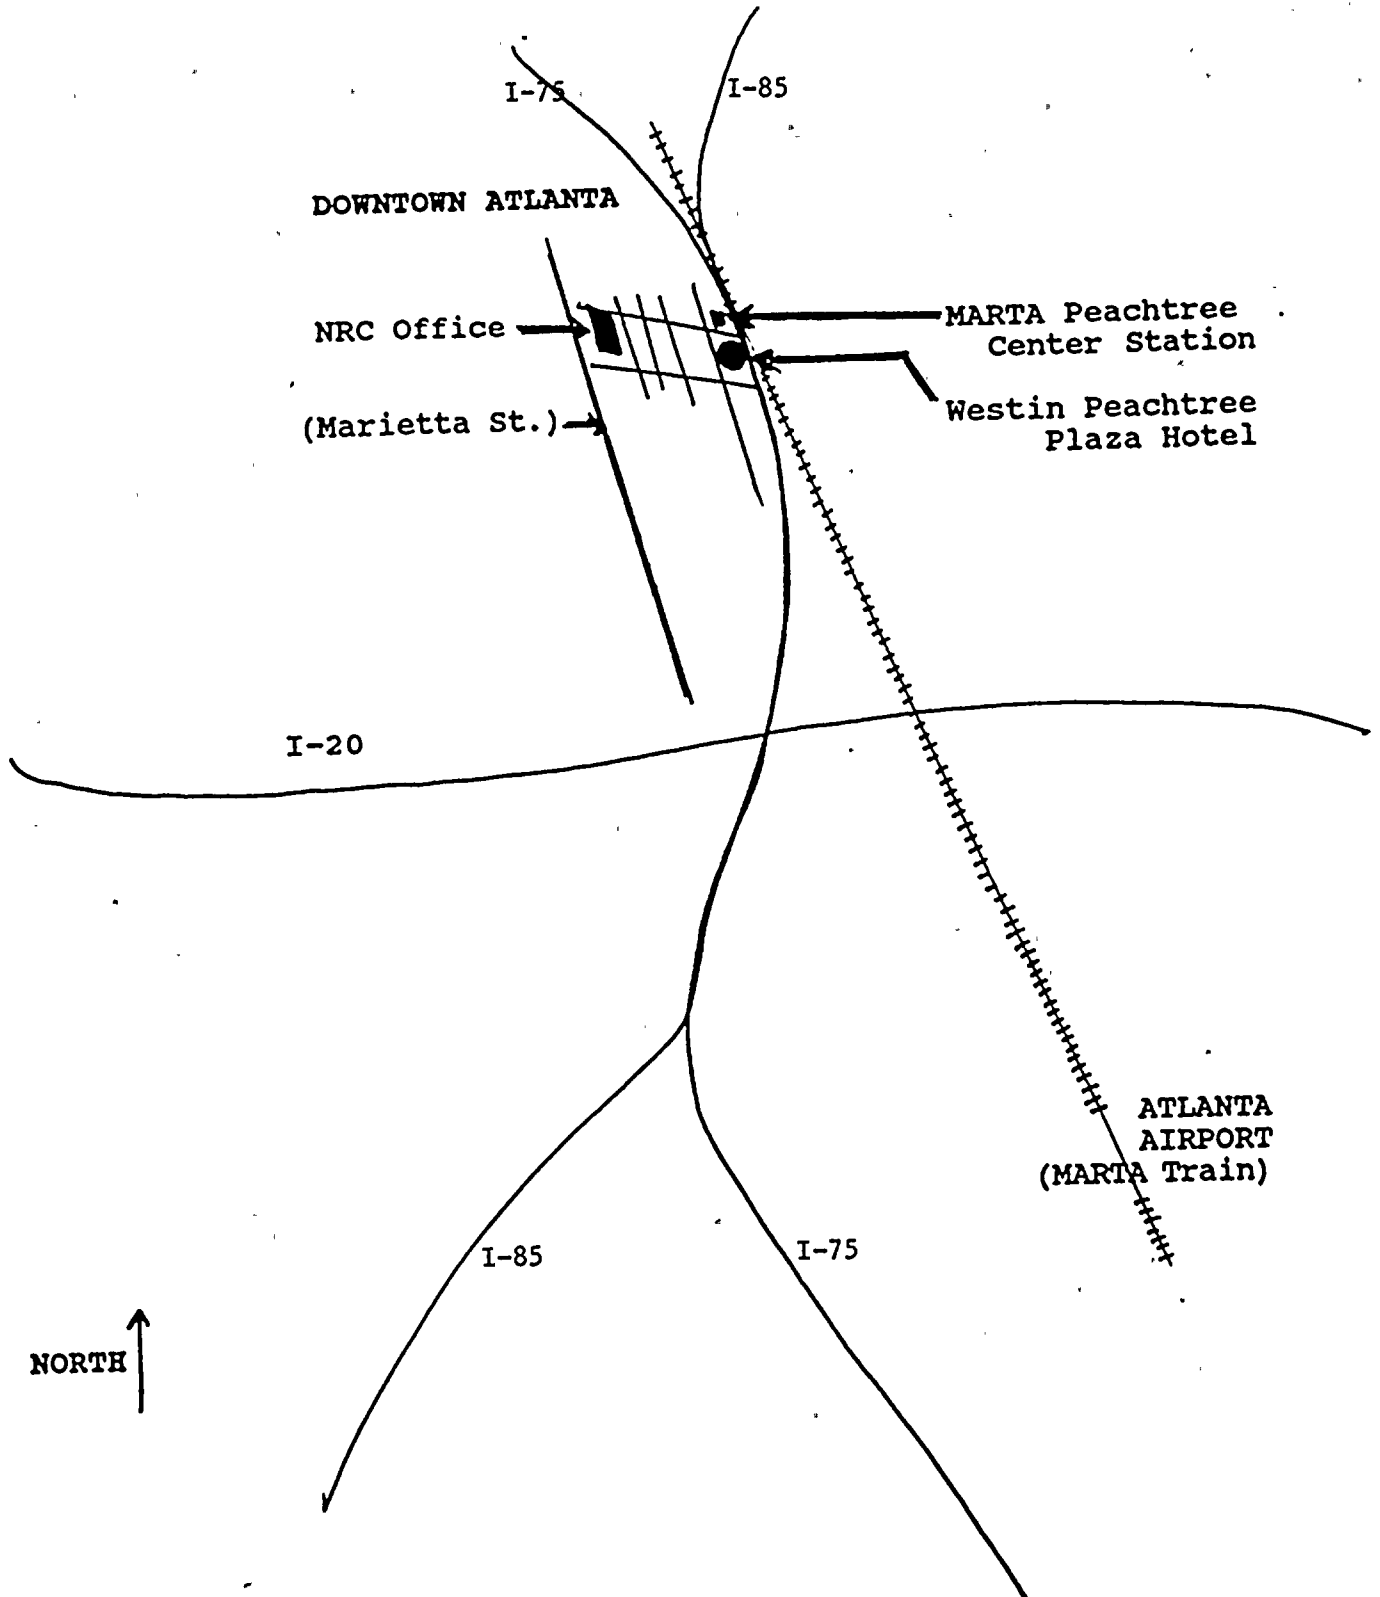 I-75
I-85
DOWNTOWN ATLANTA
NRC Office
MARTA Peachtree
Center Station
(Marietta St.)
Westin Peachtree
Plaza Hotel
I-20
ATLANTA
AIRPORT
(MARTA Train)
I-85
I-75
NORTH